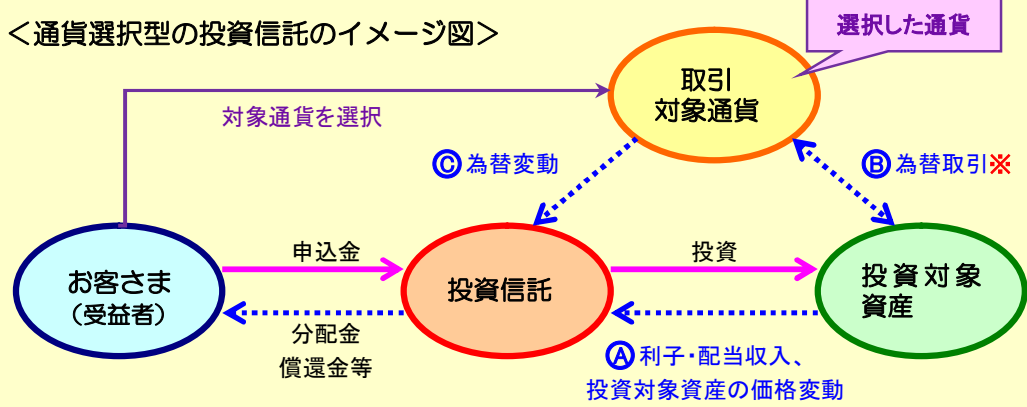 ＜通貨選択型の投資信託のイメージ図＞
選択した通貨
取引
対象通貨
対象通貨を選択
Ⓒ為替変動
Ⓑ為替取引※
お客さま
（受益者）
申込金
投資信託
投資
投資対象
資産
分配金
償還金等
Ⓐ利子・配当収入、
投資対象資産の価格変動